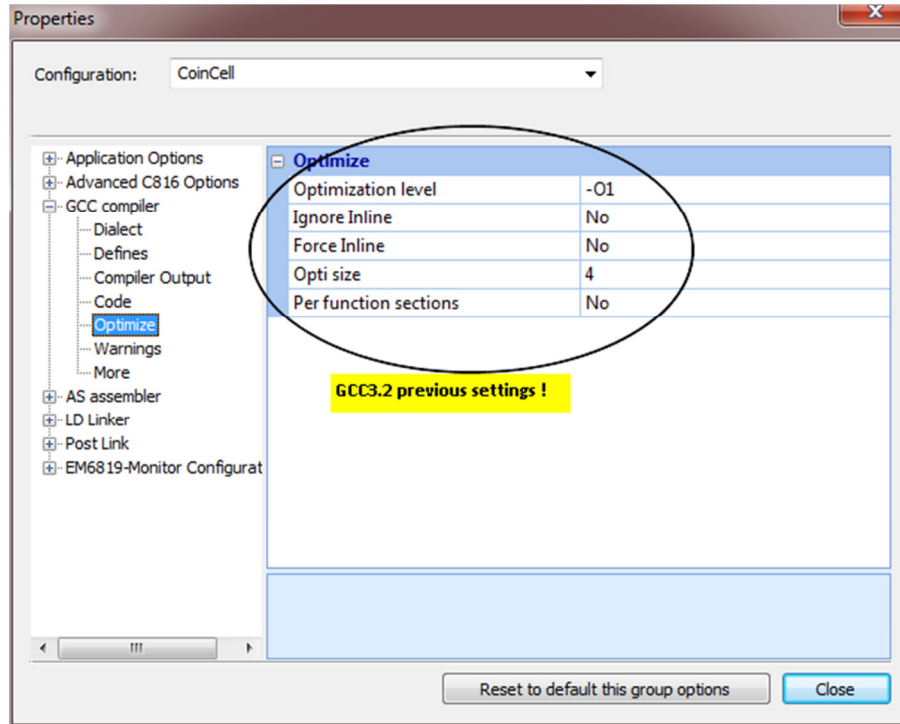 Properties
X
Configuration: CoinCell
Application Options
Advanced C816 Options
GCC compiler
Dialect
Defines
Compiler Output
Code
Optimize
Warnings
More
AS assembler
LD Linker
Post Link
EM6819-Monitor Configurat
Optimize
Optimization level -O1
Ignore Inline No
Force Inline No
Opti size 4
Per function sections No
GCC3.2 previous settings !
Reset to default this group options Close